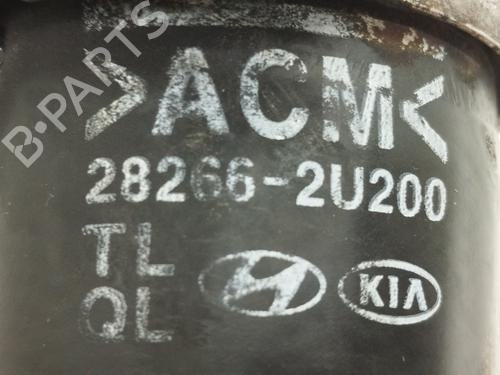 B-PARTS
>ACM<
28266-2U200
TL
QL KIA